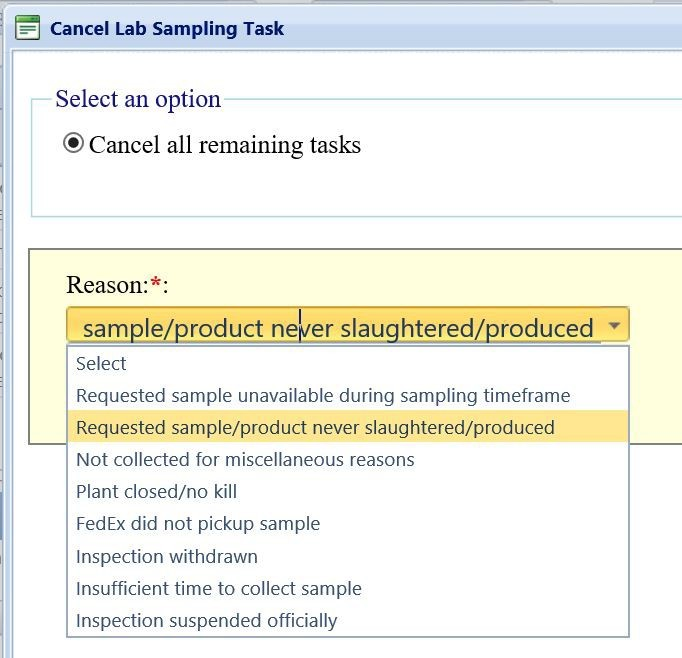 Cancel Lab Sampling Task
Select an option
Cancel all remaining tasks
Reason:*:
sample/product never slaughtered/produced
Select
Requested sample unavailable during sampling timeframe
Requested sample/product never slaughtered/produced
Not collected for miscellaneous reasons
Plant closed/no kill
FedEx did not pickup sample
Inspection withdrawn
Insufficient time to collect sample
Inspection suspended officially